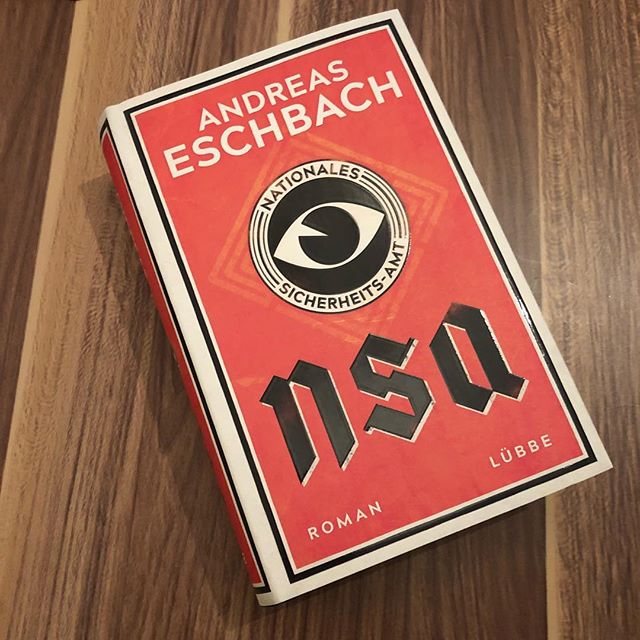 ANDREAS
ESCHBACH
NATIONALES
SICHERHEITS-AMT
nsa
ROMAN
LÜBBE